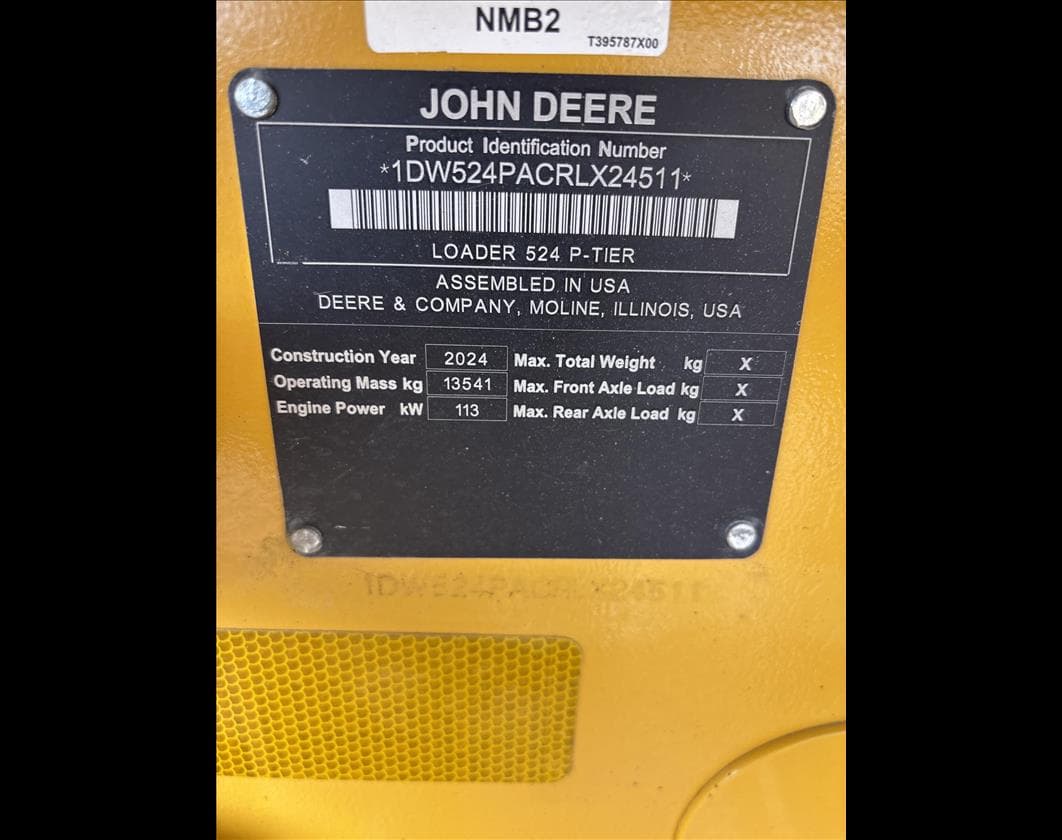 NMB2
T395787X00
JOHN DEERE
Product Identification Number
*1DW524PACRLX24511*
LOADER 524 P-TIER
ASSEMBLED IN USA
DEERE & COMPANY, MOLINE, ILLINOIS, USA
Construction Year 2024 Max. Total Weight kg X
Operating Mass kg 13541 Max. Front Axle Load kg X
Engine Power kW 113 Max. Rear Axle Load kg X
1DW524PACRLX24511